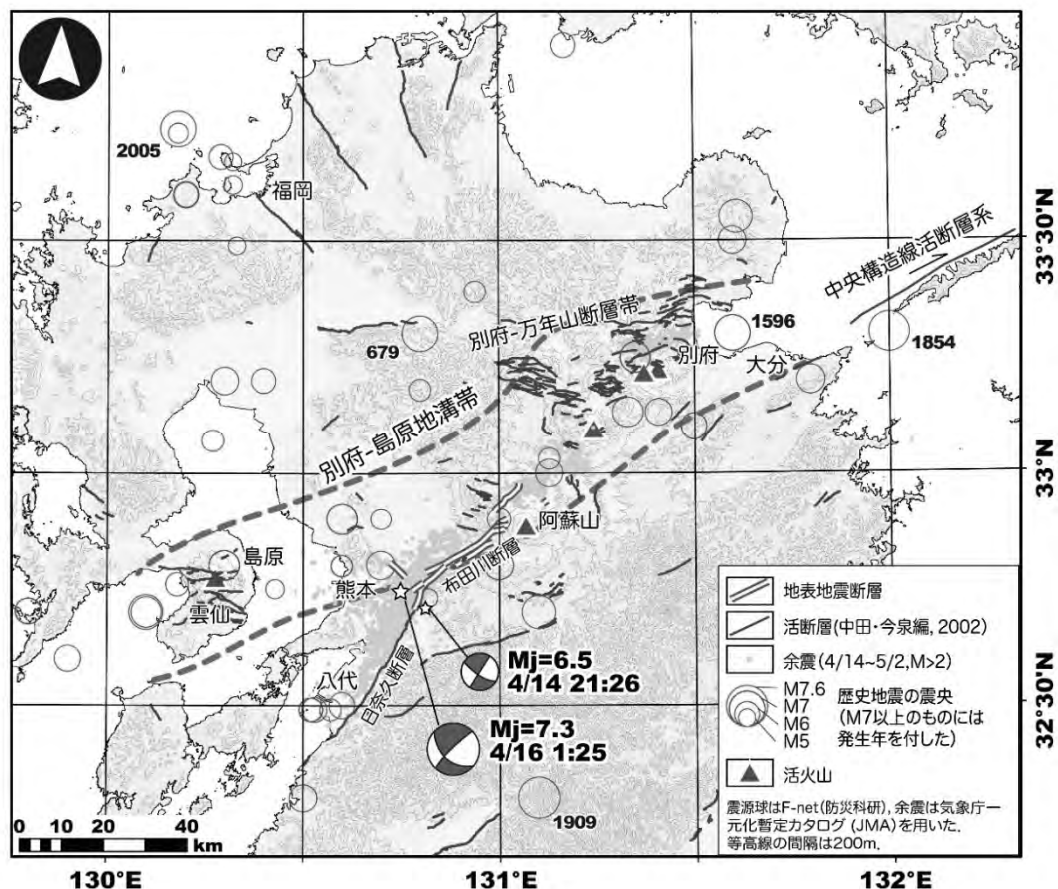 2005
福岡
33°30'N
中央構造線活断層系
別府-万年山断層帯
679
1596
別府
大分
1854
別府-島原地溝帯
33°N
島原
雲仙
熊本
布田川断層
阿蘇山
八代
日奈久断層
Mj=6.5
4/14 21:26
Mj=7.3
4/16 1:25
1909
32°30'N
地表地震断層
活断層(中田・今泉編, 2002)
余震(4/14~5/2,M>2)
M7.6
M7
M6
M5
歴史地震の震央
(M7以上のものには
発生年を付した)
活火山
震源球はF-net(防災科研), 余震は気象庁一
元化暫定カタログ (JMA)を用いた.
等高線の間隔は200m.
0 10 20 40
km
130°E
131°E
132°E